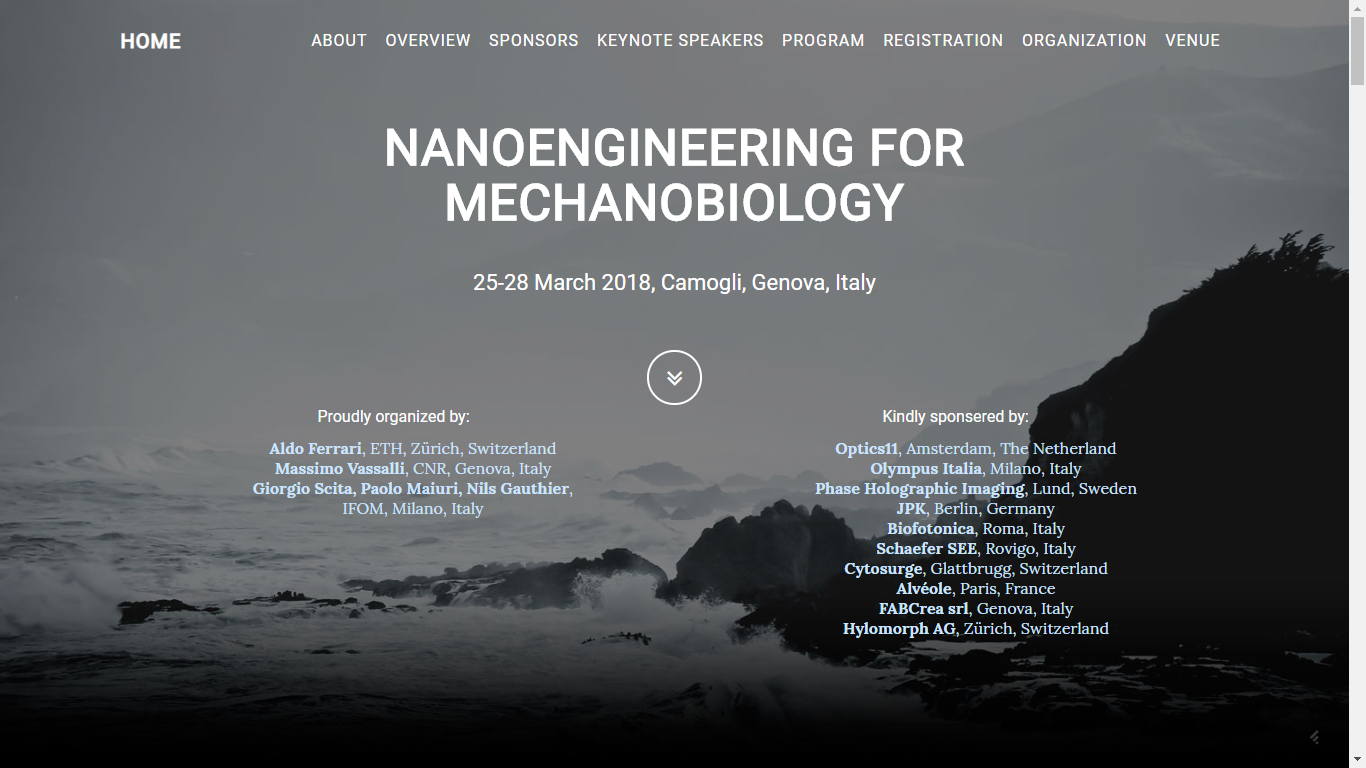 HOME
ABOUT OVERVIEW SPONSORS KEYNOTE SPEAKERS PROGRAM REGISTRATION ORGANIZATION VENUE
NANOENGINEERING FOR
MECHANOBIOLOGY
25-28 March 2018, Camogli, Genova, Italy
Proudly organized by:
Aldo Ferrari, ETH, Zürich, Switzerland
Massimo Vassalli, CNR, Genova, Italy
Giorgio Scita, Paolo Maiuri, Nils Gauthier,
IFOM, Milano, Italy
Kindly sponsered by:
Optics11, Amsterdam, The Netherland
Olympus Italia, Milano, Italy
Phase Holographic Imaging, Lund, Sweden
JPK, Berlin, Germany
Biofotonica, Roma, Italy
Schaefer SEE, Rovigo, Italy
Cytosurge, Glattbrugg, Switzerland
Alvéole, Paris, France
FABCrea srl, Genova, Italy
Hylomorph AG, Zürich, Switzerland